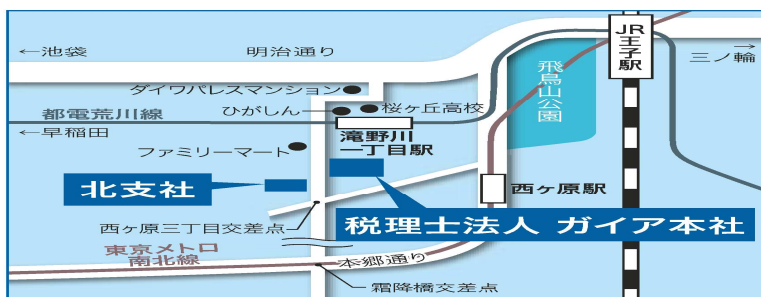 ←池袋
明治通り
JR
王子駅
三ノ輪
→
飛鳥山公園
ダイワパレスマンション
都電荒川線
ひがしん
桜ヶ丘高校
←早稲田
滝野川
一丁目駅
ファミリーマート
北支社
西ヶ原駅
税理士法人 ガイア本社
西ヶ原三丁目交差点
東京メトロ
南北線
本郷通り
霜降橋交差点